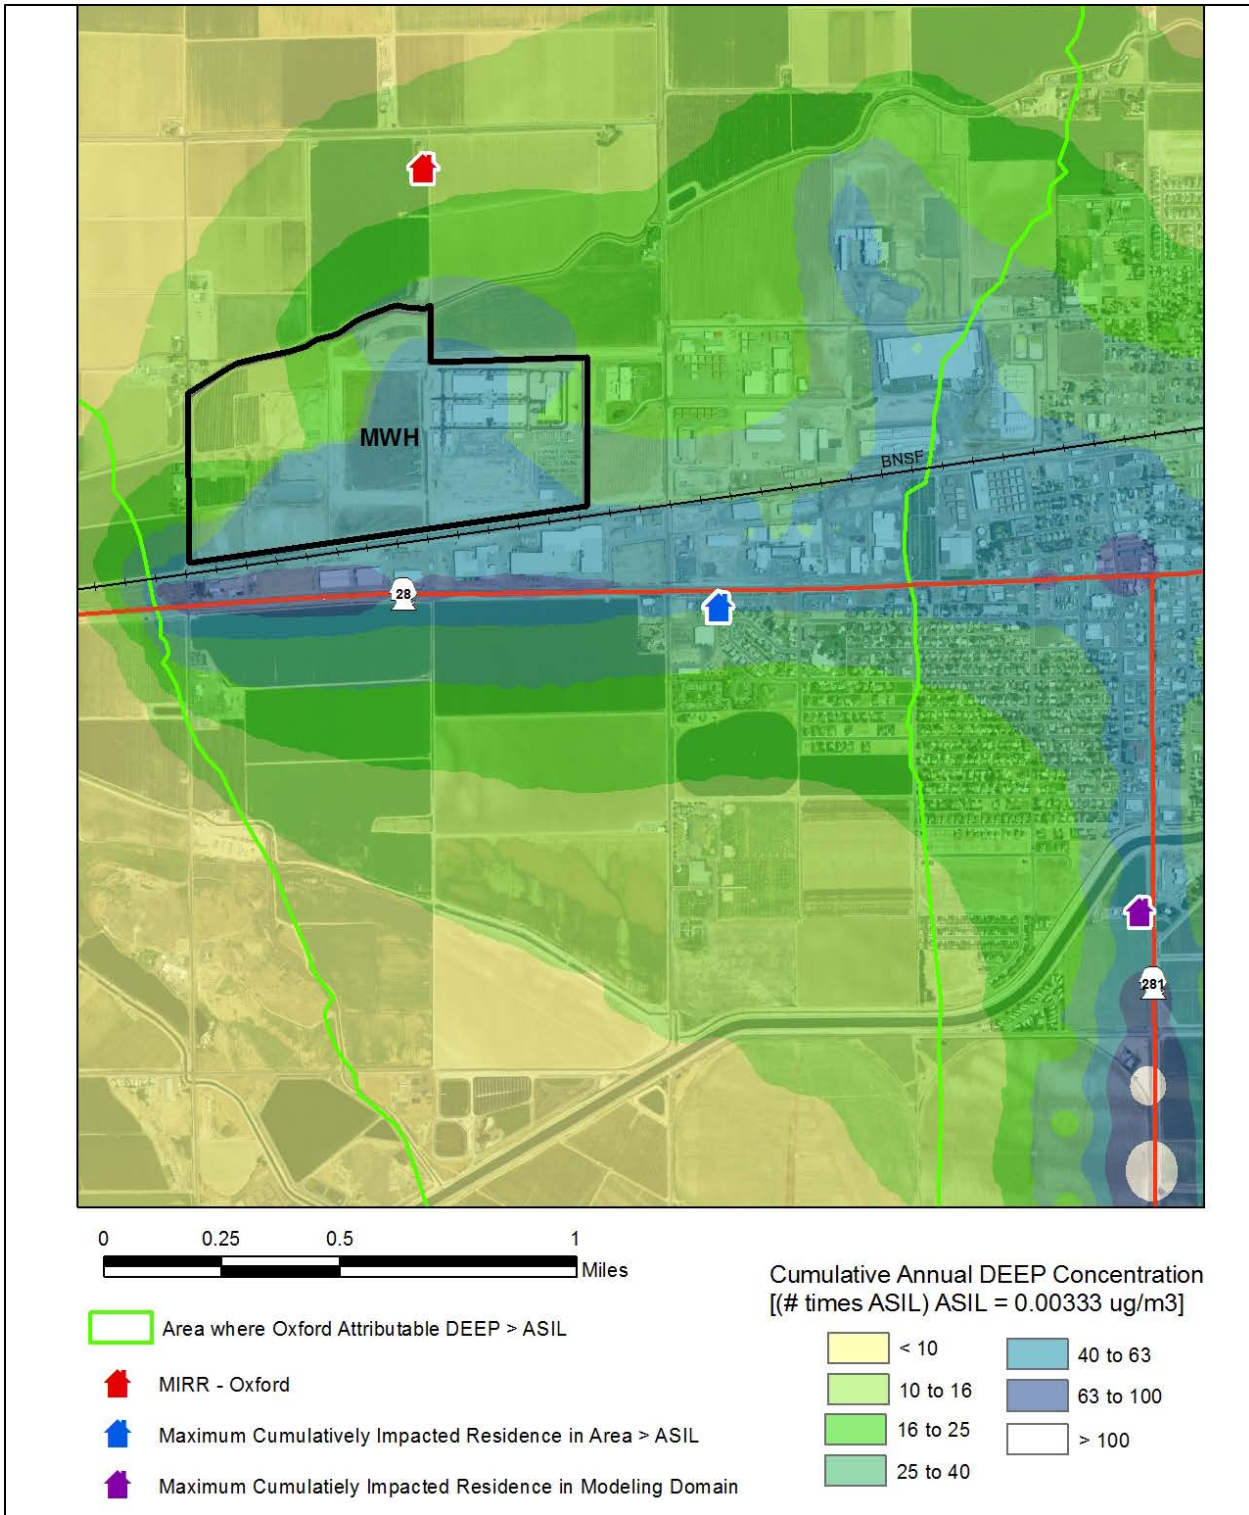 MWH
BNSF
28
281
0 0.25 0.5 1
Miles
Area where Oxford Attributable DEEP > ASIL
MIRR - Oxford
Maximum Cumulatively Impacted Residence in Area > ASIL
Maximum Cumulatiely Impacted Residence in Modeling Domain
Cumulative Annual DEEP Concentration
[(# times ASIL) ASIL = 0.00333 ug/m3]
< 10
10 to 16
16 to 25
25 to 40
40 to 63
63 to 100
> 100